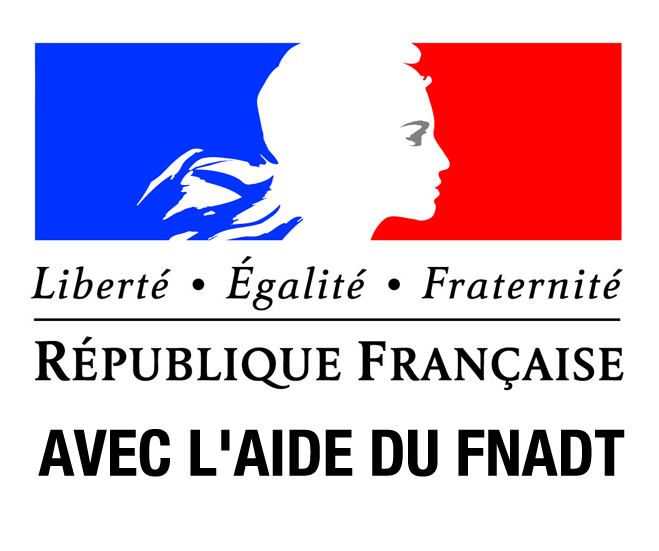 Liberté • Égalité • Fraternité
RÉPUBLIQUE FRANÇAISE
AVEC L'AIDE DU FNADT